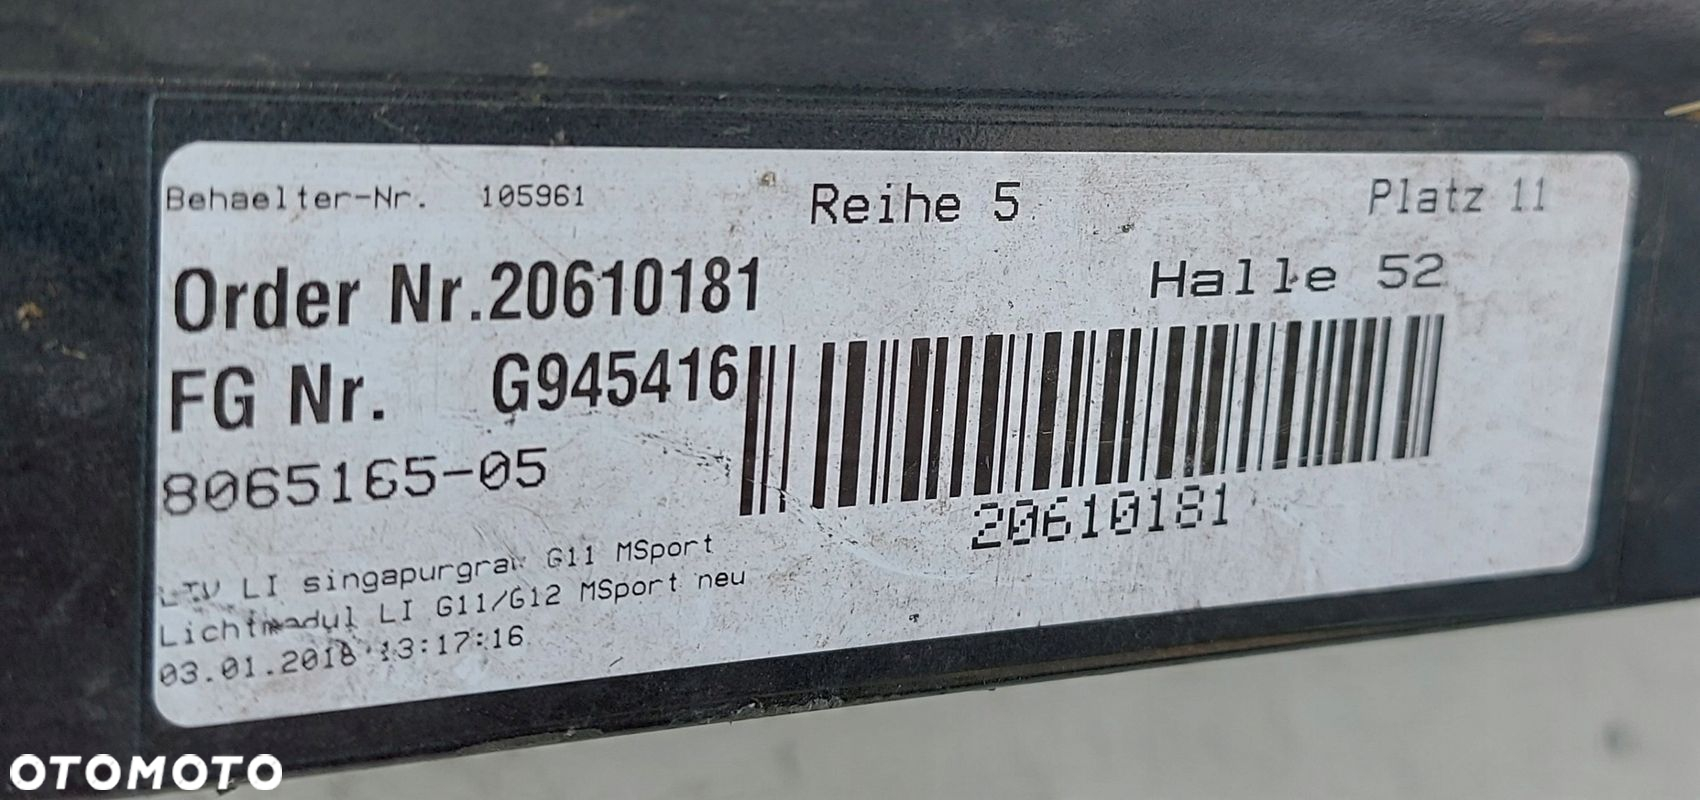 Behaelter-Nr. 105961 Reihe 5 Platz 11
Order Nr.20610181 Halle 52
FG Nr. G945416
8065165-05
20610181
LI singapurgrau G11 MSport
Lichtmodul LI G11/G12 MSport neu
03.01.2018 13:17:16
OTOMOTO